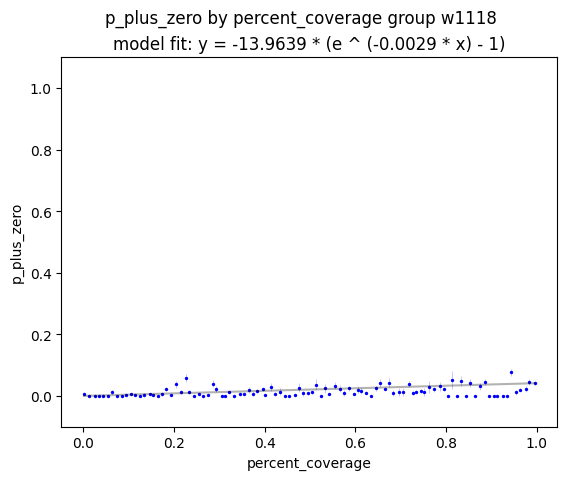 p_plus_zero by percent_coverage group w1118
model fit: y = -13.9639 * (e ^ (-0.0029 * x) - 1)
1.0
0.8
0.6
0.4
0.2
0.0
p_plus_zero
0.0 0.2 0.4 0.6 0.8 1.0
percent_coverage